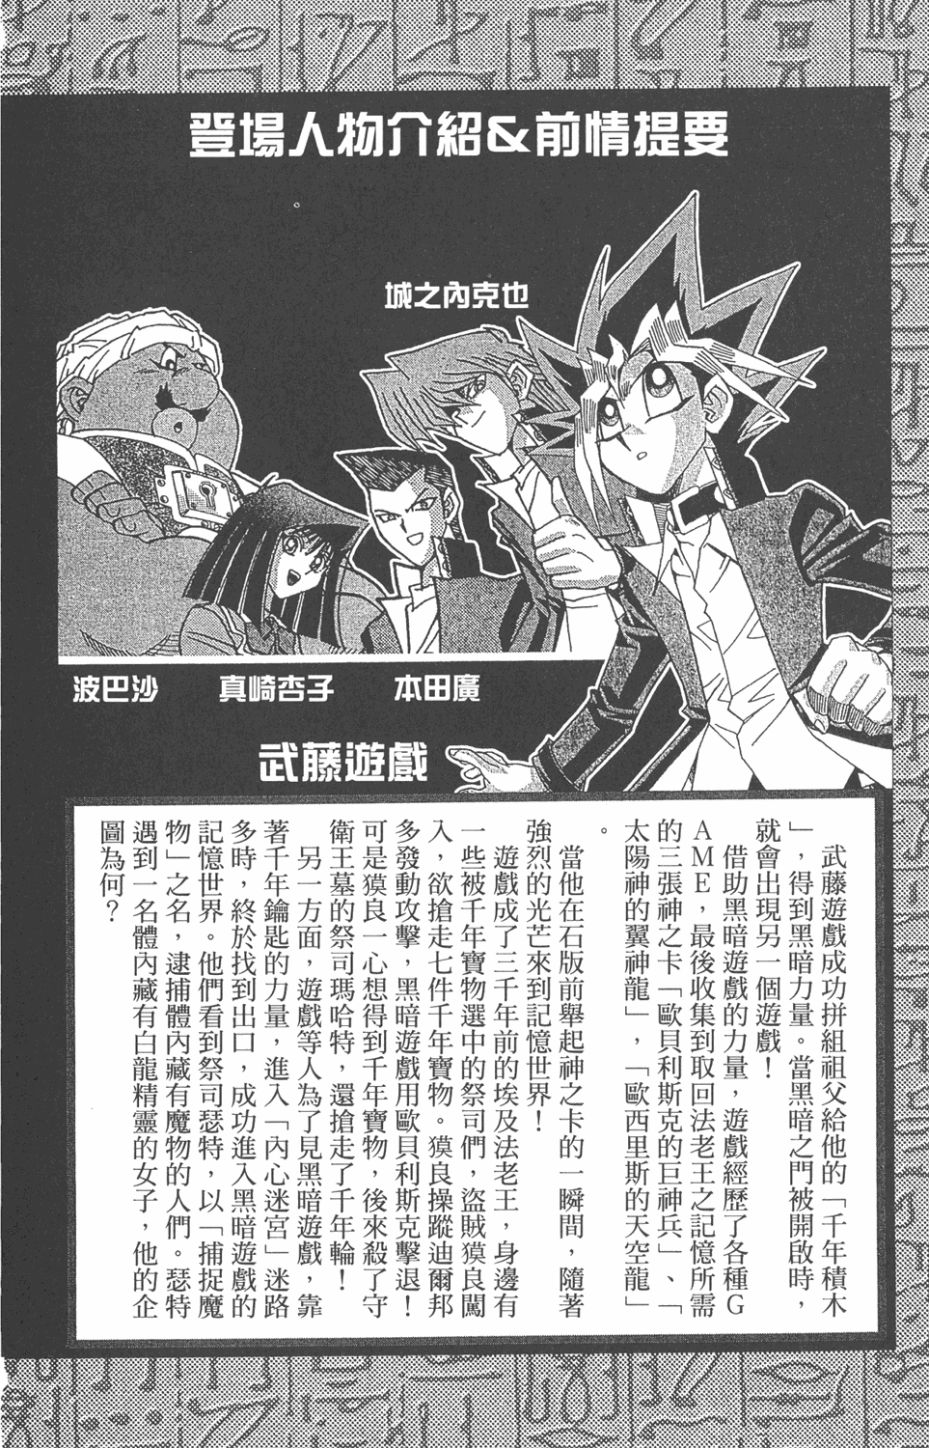 登場人物介紹&前情提要
城之內克也
波巴沙
真崎杏子
本田廣
武藤遊戲
武藤遊戲成功拼組祖父給他的「千年積木
」，得到黑暗力量。當黑暗之門被開啟時，
就會出現另一個遊戲！
借助黑暗遊戲的力量，遊戲經歷了各種G
AME，最後收集到取回法老王之記憶所需
的三張神之卡「歐貝利斯克的巨神兵」、「
太陽神的翼神龍」，「歐西里斯的天空龍」
。
當他在石版前舉起神之卡的一瞬間，隨著
強烈的光芒來到記憶世界！
遊戲成了三千年前的埃及法老王，身邊有
一些被千年寶物選中的祭司們，盜賊獏良闖
入，欲搶走七件千年寶物。獏良操蹤迪爾邦
多發動攻擊，黑暗遊戲用歐貝利斯克擊退！
可是獏良一心想得到千年寶物，後來殺了守
衛王墓的祭司瑪哈特，還搶走了千年輪！
另一方面，遊戲等人為了見黑暗遊戲，靠
著千年鑰匙的力量，進入「內心迷宮」迷路
多時，終於找到出口，成功進入黑暗遊戲的
記憶世界。他們看到祭司瑟特，以「捕捉魔
物」之名，逮捕體內藏有魔物的人們。瑟特
遇到一名體內藏有白龍精靈的女子，他的企
圖為何？